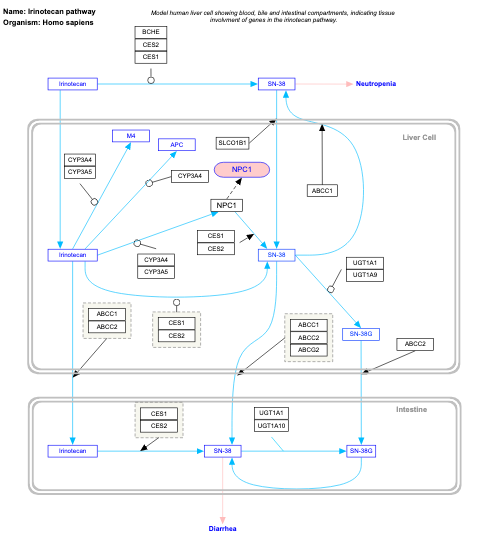 Name: Irinotecan pathway
Organism: Homo sapiens
Model human liver cell showing blood, bile and intestinal compartments, indicating tissue
involvment of genes in the irinotecan pathway.
BCHE
CES2
CES1
Irinotecan
SN-38
Neutropenia
Liver Cell
M4
APC
SLCO1B1
CYP3A4
CYP3A5
CYP3A4
NPC1
ABCC1
NPC1
CES1
CES2
Irinotecan
SN-38
CYP3A4
CYP3A5
UGT1A1
UGT1A9
ABCC1
ABCC2
CES1
CES2
ABCC1
ABCC2
ABCG2
SN-38G
ABCC2
Intestine
CES1
CES2
UGT1A1
UGT1A10
Irinotecan
SN-38
SN-38G
Diarrhea